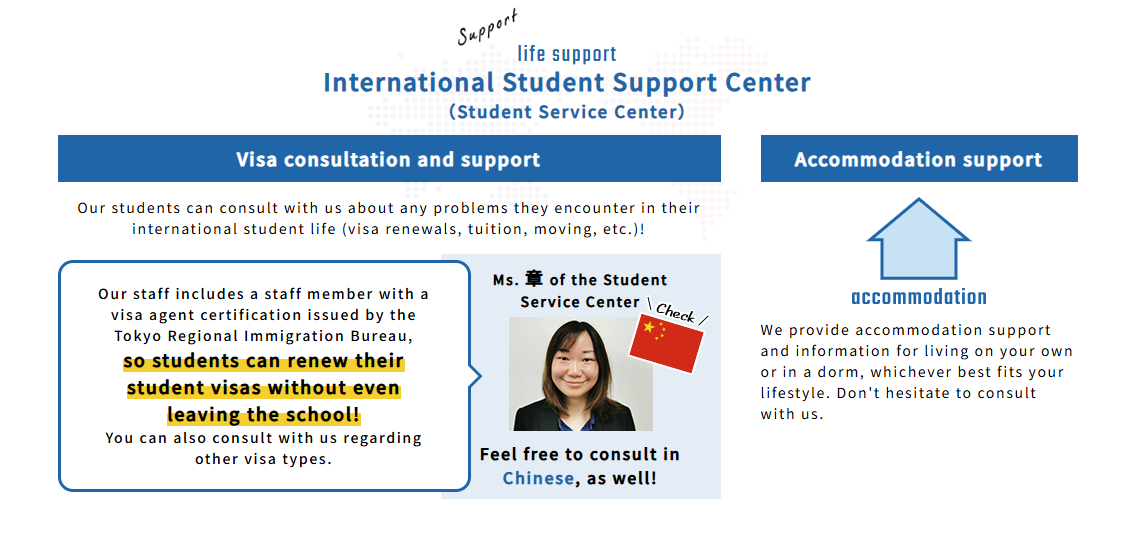 Support
life support
International Student Support Center
(Student Service Center)
Visa consultation and support
Our students can consult with us about any problems they encounter in their
international student life (visa renewals, tuition, moving, etc.)!
Our staff includes a staff member with a
visa agent certification issued by the
Tokyo Regional Immigration Bureau,
so students can renew their
student visas without even
leaving the school!
You can also consult with us regarding
other visa types.
Ms. 章 of the Student
Service Center
\ Check /
Feel free to consult in
Chinese, as well!
Accommodation support
accommodation
We provide accommodation support
and information for living on your own
or in a dorm, whichever best fits your
lifestyle. Don't hesitate to consult
with us.